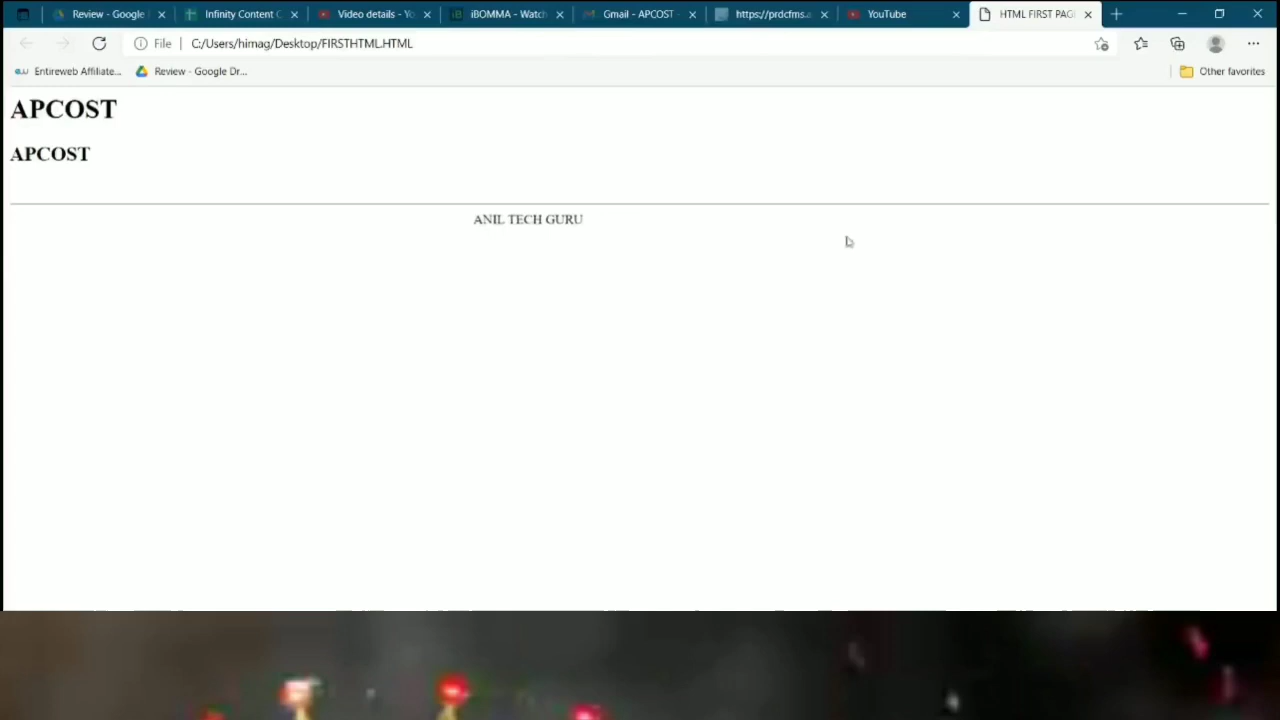 Review - Google
Infinity Content C
Video details - Yo
iBOMMA - Watch
Gmail - APCOST
https://prdcfms.a
YouTube
HTML FIRST PAG
File
C:/Users/himag/Desktop/FIRSTHTML.HTML
Entireweb Affiliate...
Review - Google Dr...
Other favorites
APCOST
APCOST
ANIL TECH GURU